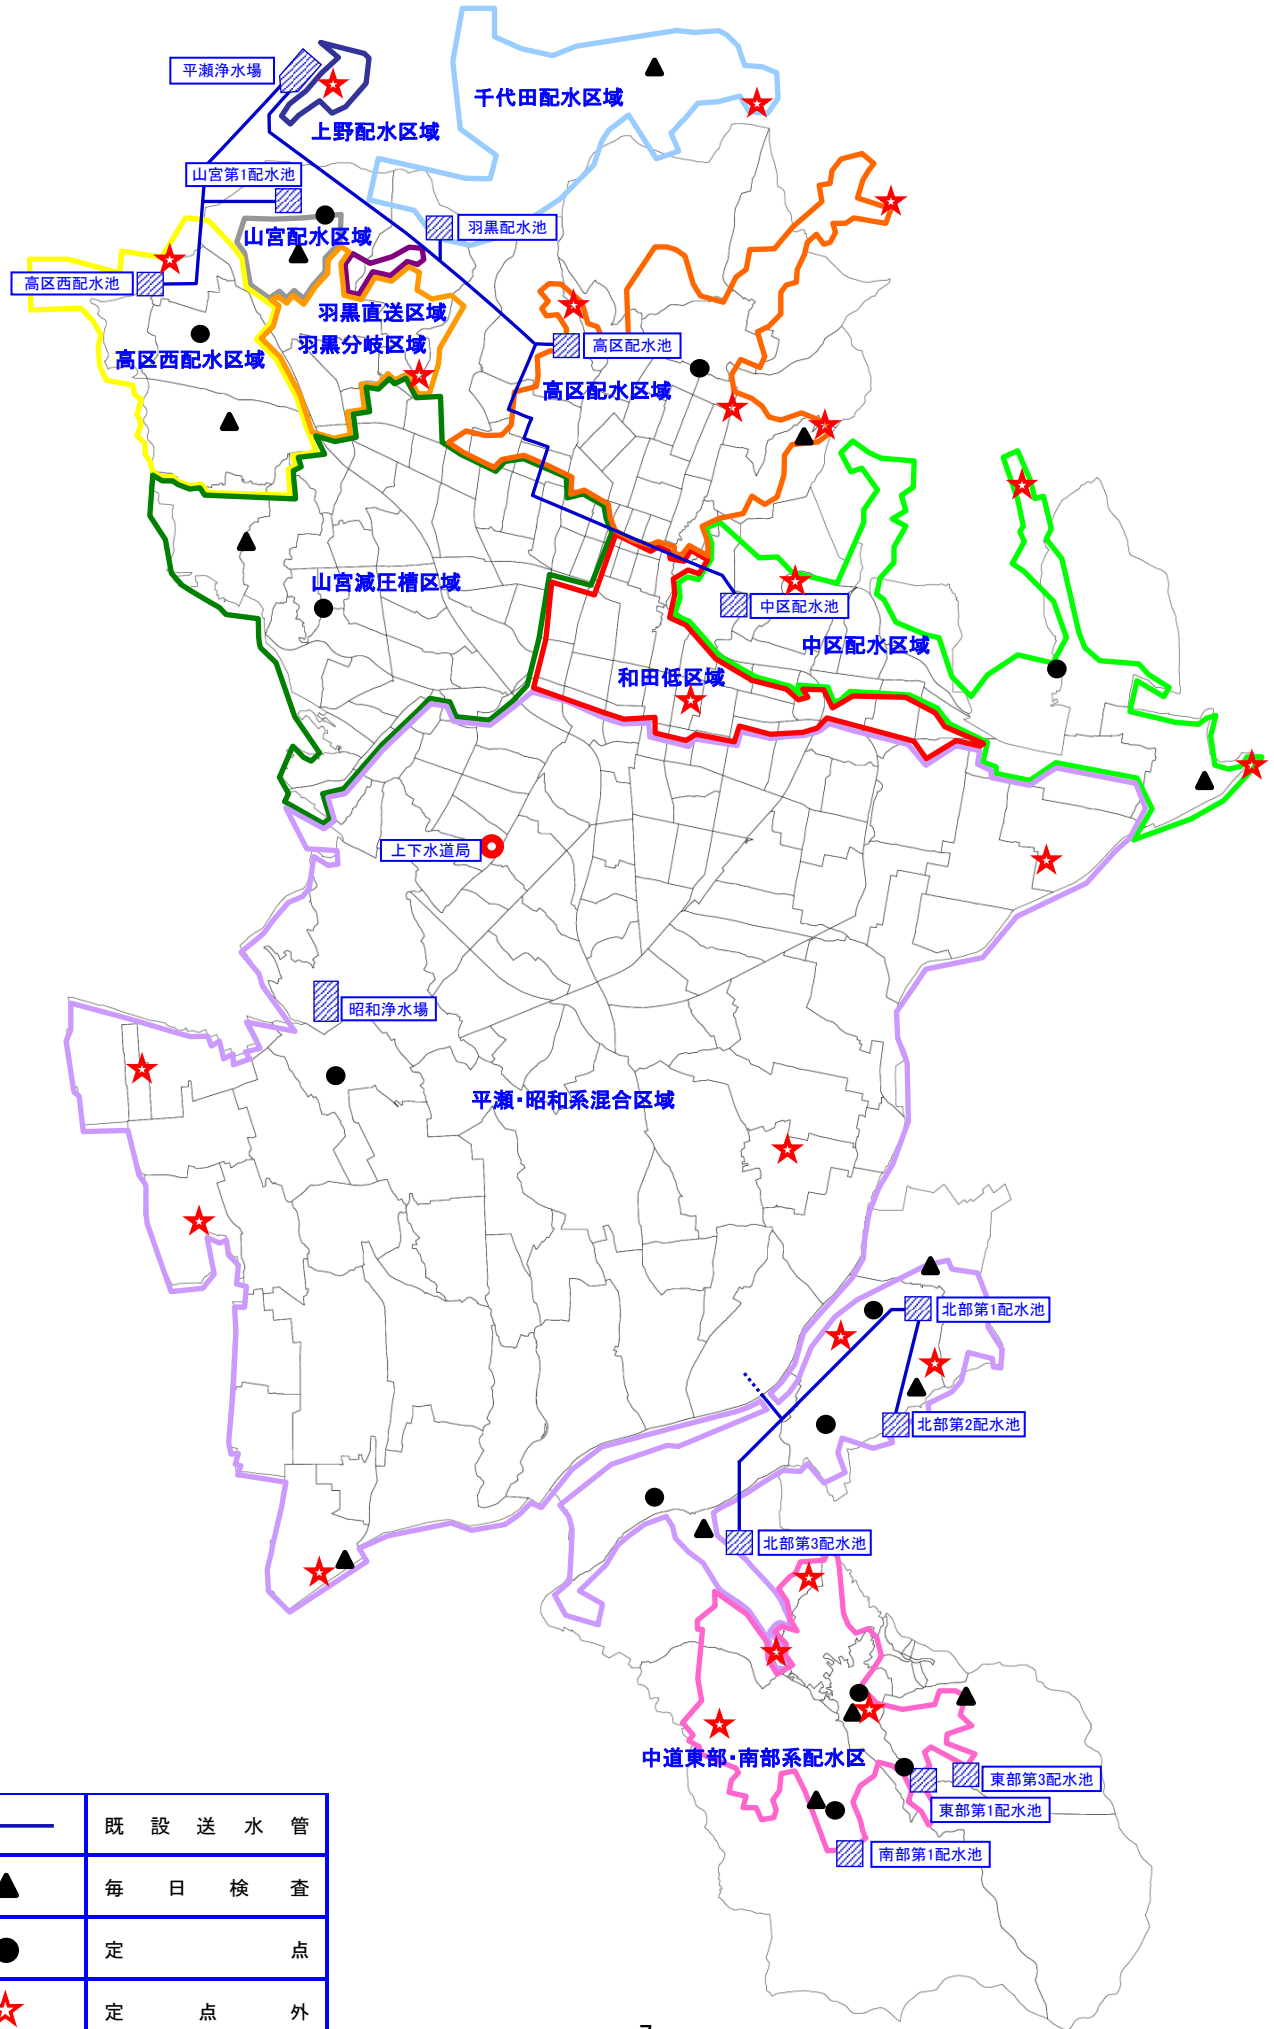 平瀬浄水場
千代田配水区域
上野配水区域
山宮第1配水池
羽黒配水池
山宮配水区域
高区西配水池
羽黒直送区域
羽黒分岐区域
高区配水池
高区西配水区域
高区配水区域
山宮減圧槽区域
中区配水池
中区配水区域
和田低区域
上下水道局
昭和浄水場
平瀬・昭和系混合区域
北部第1配水池
北部第2配水池
北部第3配水池
中道東部・南部系配水区
東部第3配水池
東部第1配水池
南部第1配水池
既設送水管
毎日検査
定点
定点外